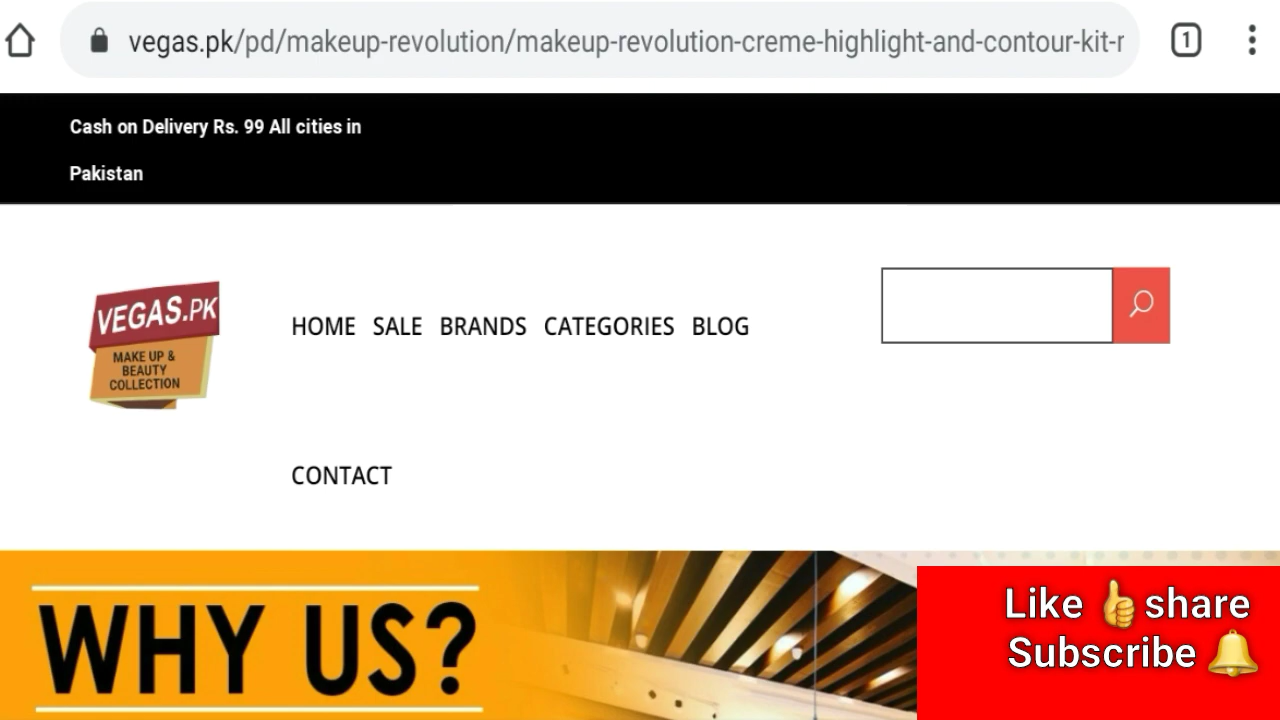 vegas.pk/pd/makeup-revolution/makeup-revolution-creme-highlight-and-contour-kit-r
1
Cash on Delivery Rs. 99 All cities in
Pakistan
VEGAS.PK
MAKE UP &
BEAUTY
COLLECTION
HOME SALE BRANDS CATEGORIES BLOG
CONTACT
WHY US?
Like 👍 share
Subscribe 🔔